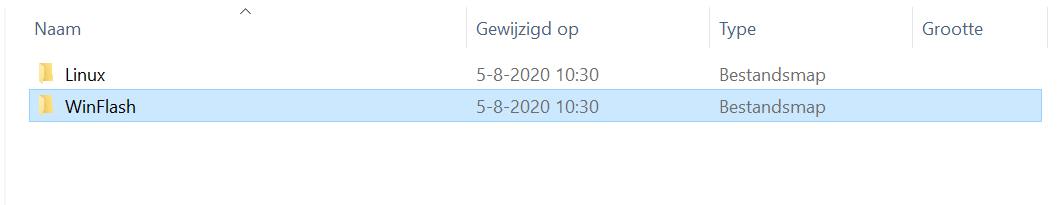 Naam Gewijzigd op Type Grootte
Linux 5-8-2020 10:30 Bestandsmap
WinFlash 5-8-2020 10:30 Bestandsmap